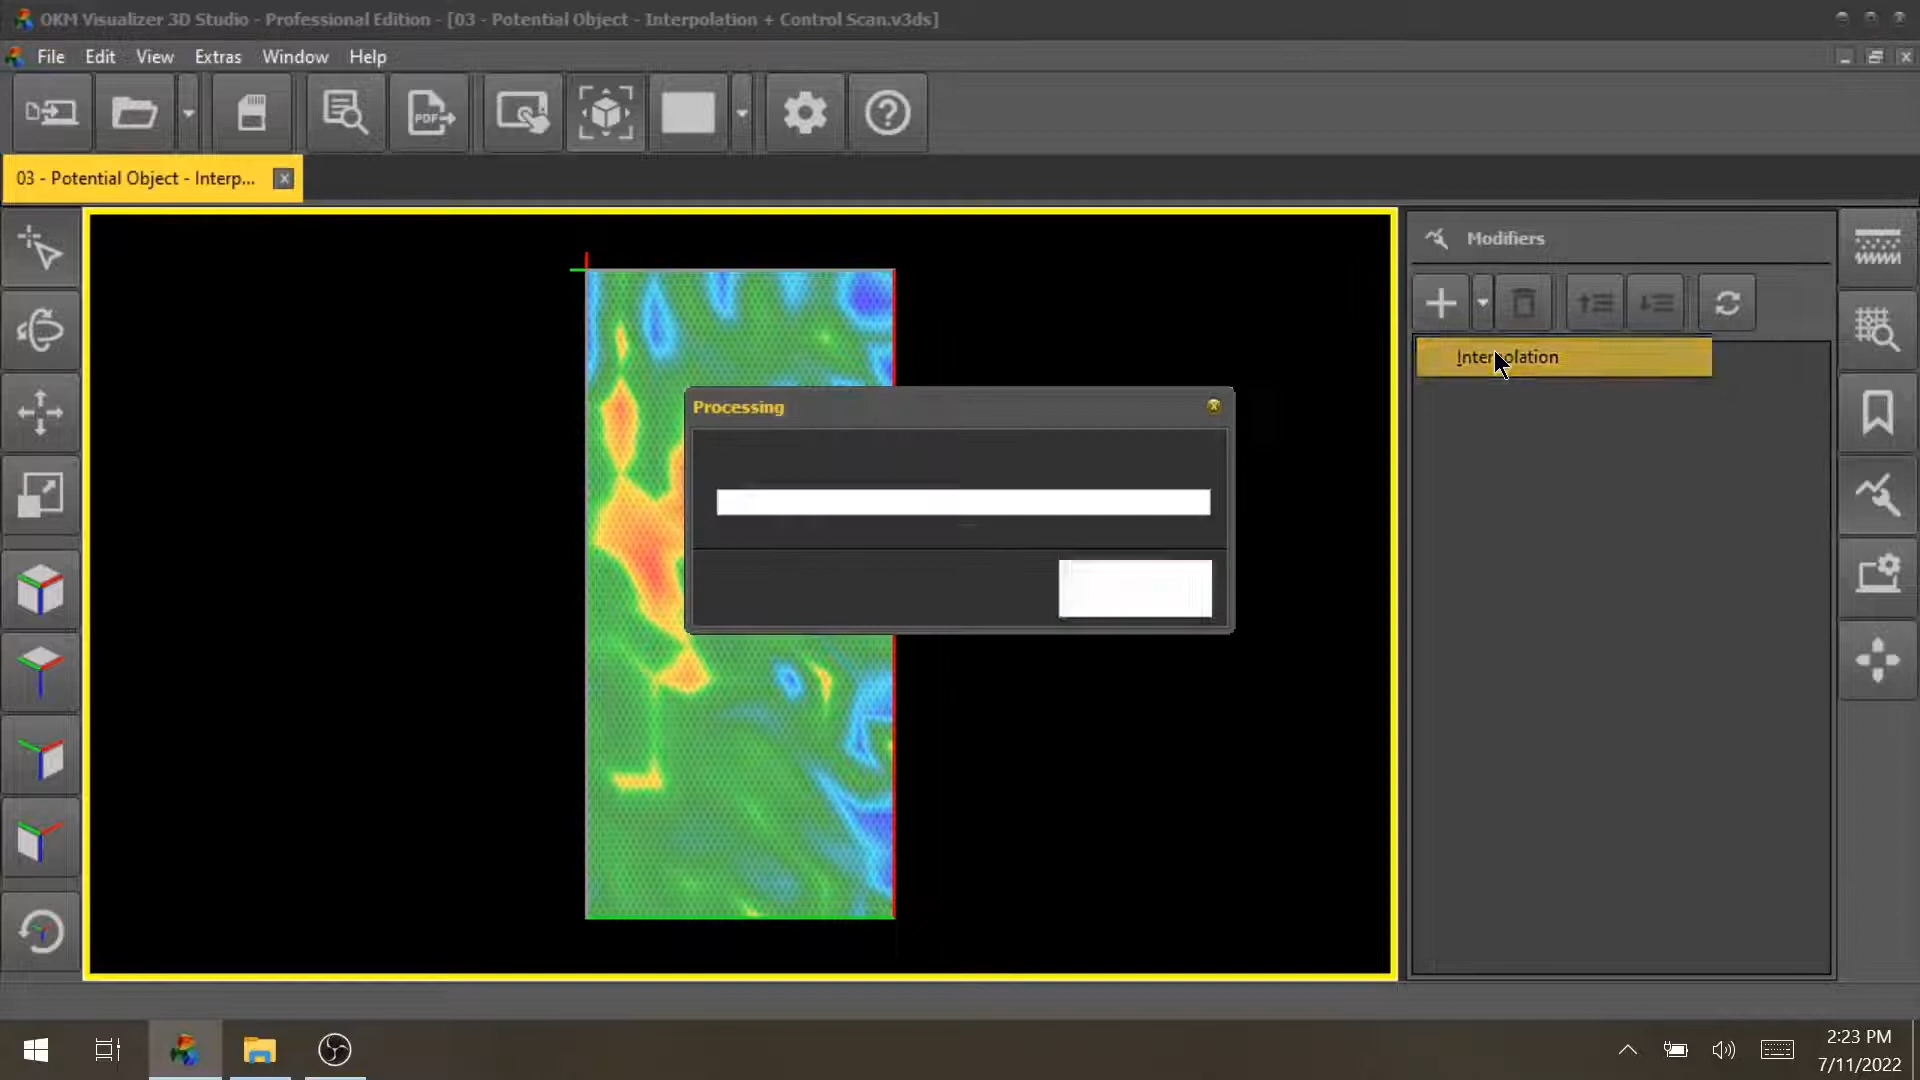 OKM Visualizer 3D Studio - Professional Edition - [03 - Potential Object - Interpolation + Control Scan.v3ds]
File Edit View Extras Window Help
PDF
03 - Potential Object - Interp...
Modifiers
Interpolation
Processing
2:23 PM
7/11/2022